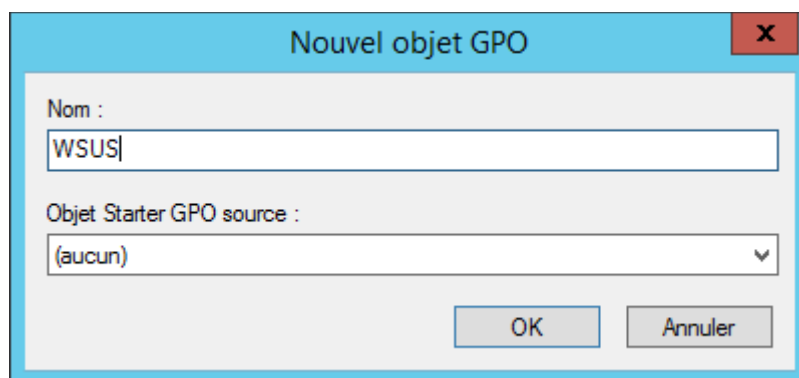 Nouvel objet GPO
x
Nom :
WSUS
Objet Starter GPO source :
(aucun)
OK
Annuler